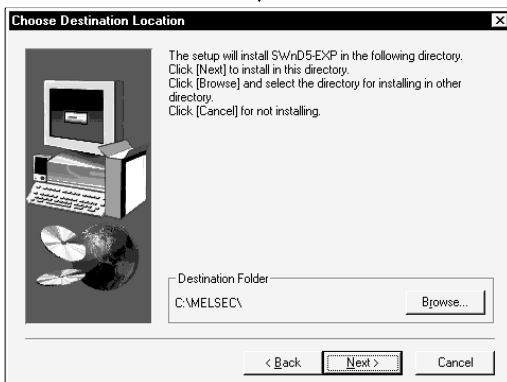 Choose Destination Location
The setup will install SWnD5-EXP in the following directory.
Click [Next] to install in this directory.
Click [Browse] and select the directory for installing in other
directory.
Click [Cancel] for not installing.
Destination Folder
C:\MELSEC\
Browse...
< Back
Next >
Cancel